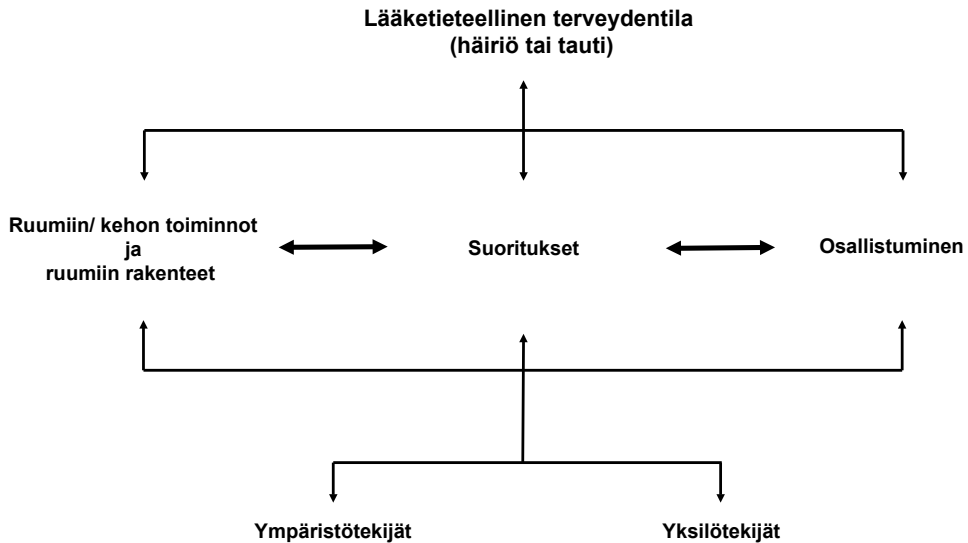 Lääketieteellinen terveydentila
(häiriö tai tauti)
Ruumiin/ kehon toiminnot
ja
ruumiin rakenteet
Suoritukset
Osallistuminen
Ympäristötekijät
Yksilötekijät